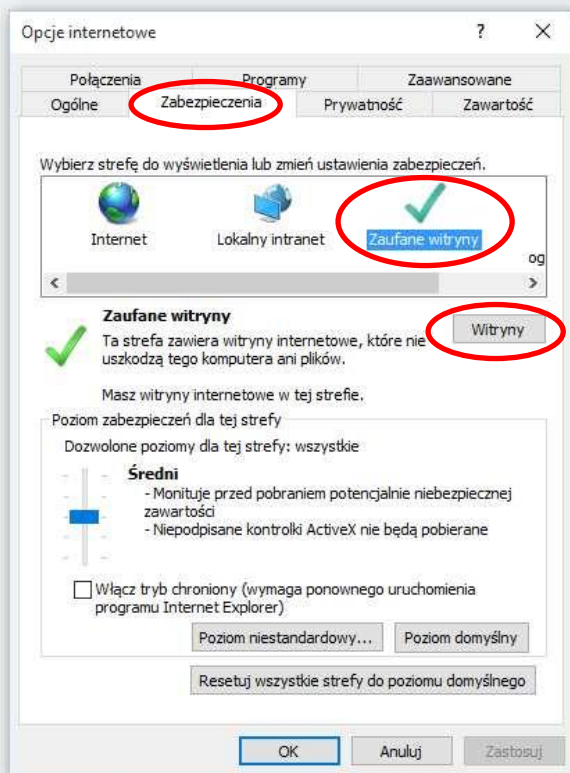 Opcje internetowe
?
Połączenia Programy Zaawansowane
Ogólne Zabezpieczenia Prywatność Zawartość
Wybierz strefę do wyświetlenia lub zmień ustawienia zabezpieczeń.
Internet Lokalny intranet Zaufane witryny
og
Zaufane witryny
Witryny
Ta strefa zawiera witryny internetowe, które nie
uszkodzą tego komputera ani plików.
Masz witryny internetowe w tej strefie.
Poziom zabezpieczeń dla tej strefy
Dozwolone poziomy dla tej strefy: wszystkie
Średni
- Monituje przed pobraniem potencjalnie niebezpiecznej
zawartości
- Niepodpisane kontrolki ActiveX nie będą pobierane
Włącz tryb chroniony (wymaga ponownego uruchomienia
programu Internet Explorer)
Poziom niestandardowy... Poziom domyślny
Resetuj wszystkie strefy do poziomu domyślnego
OK Anuluj Zastosuj